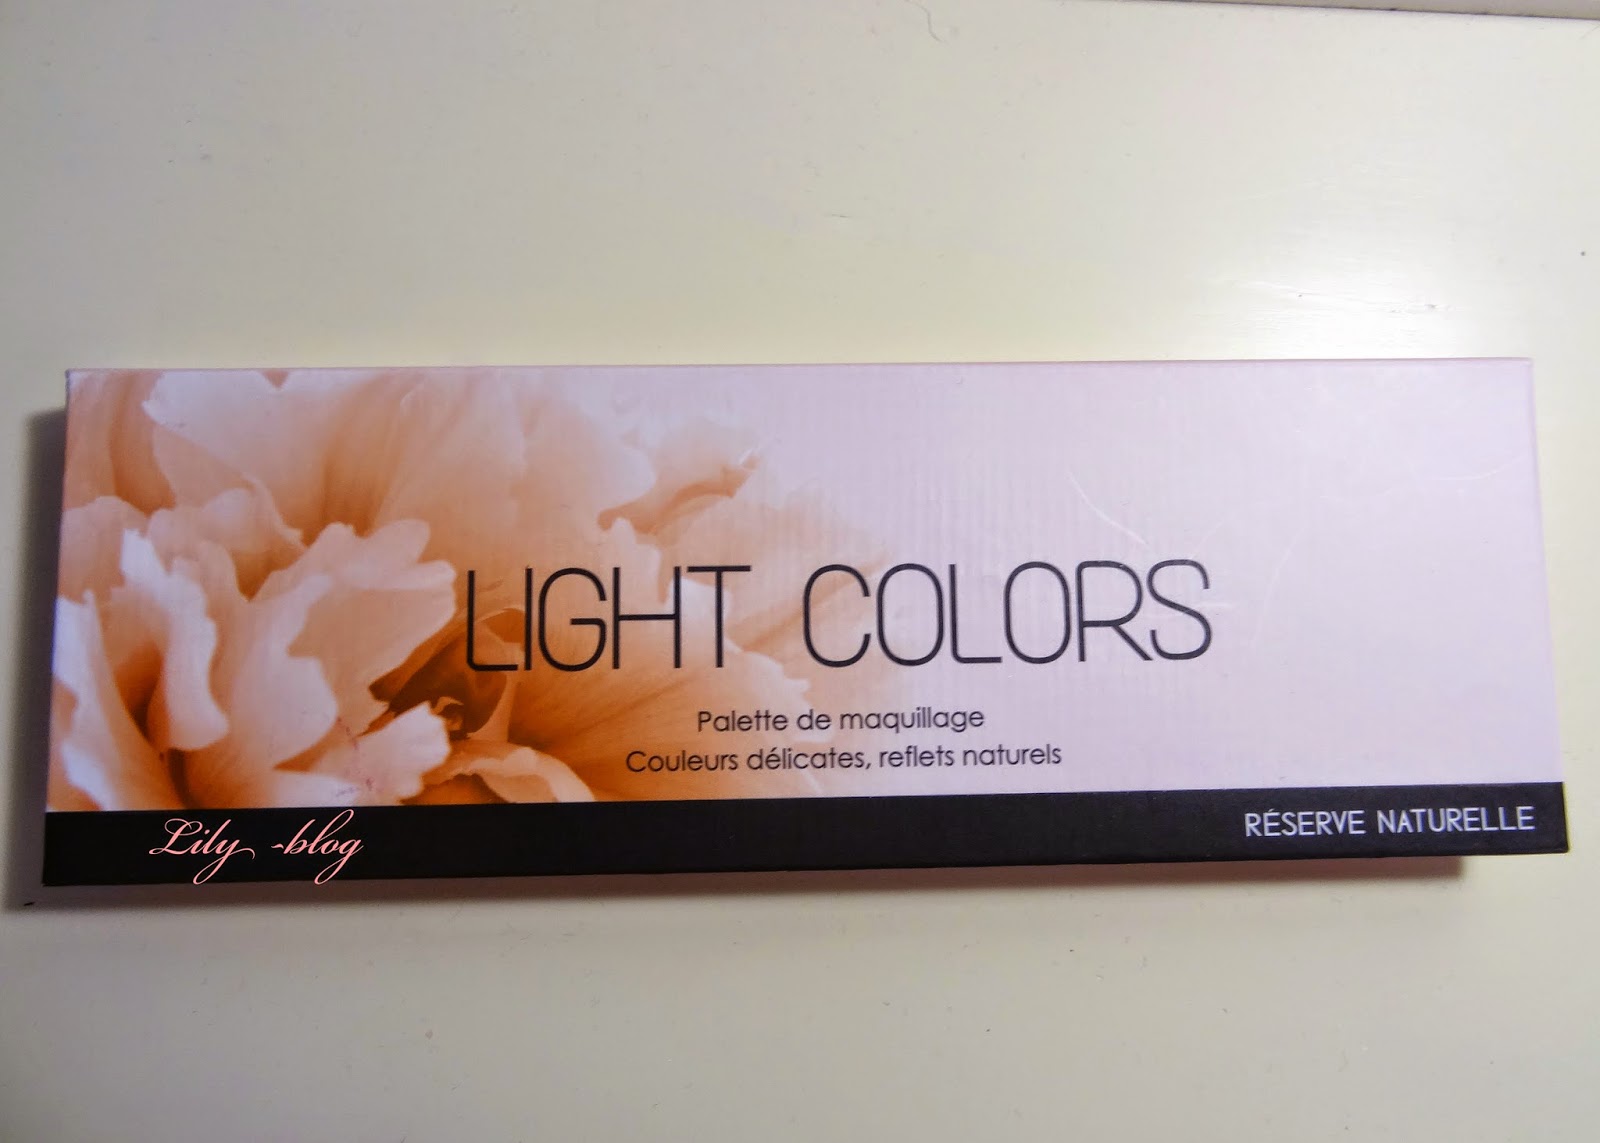 LIGHT COLORS
Palette de maquillage
Couleurs délicates, reflets naturels
RÉSERVE NATURELLE
Lily -blog